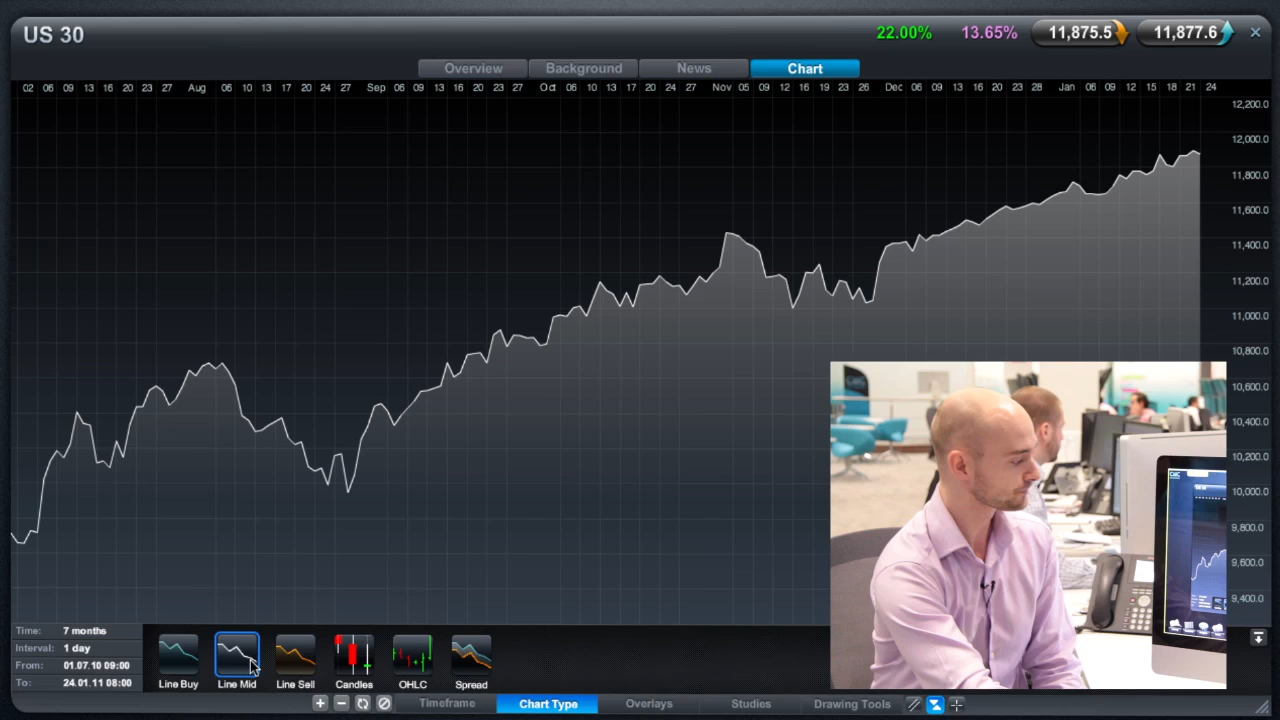 US 30
22.00% 13.65% 11,875.5 11,877.6
Overview Background News Chart
02 06 09 13 16 20 23 27 Aug 06 10 13 17 20 24 27 Sep 06 09 13 16 20 23 27 Oct 06 10 13 17 20 24 27 Nov 05 09 12 16 19 23 26 Dec 06 09 13 16 20 23 28 Jan 06 09 12 15 18 21 24
12,200.0
12,000.0
11,800.0
11,600.0
11,400.0
11,200.0
11,000.0
10,800.0
10,600.0
10,400.0
10,200.0
10,000.0
9,800.0
9,600.0
9,400.0
Time: 7 months
Interval: 1 day
From: 01.07.10 09:00
To: 24.01.11 08:00
Line Buy Line Mid Line Sell Candles OHLC Spread
Timeframe Chart Type Overlays Studies Drawing Tools